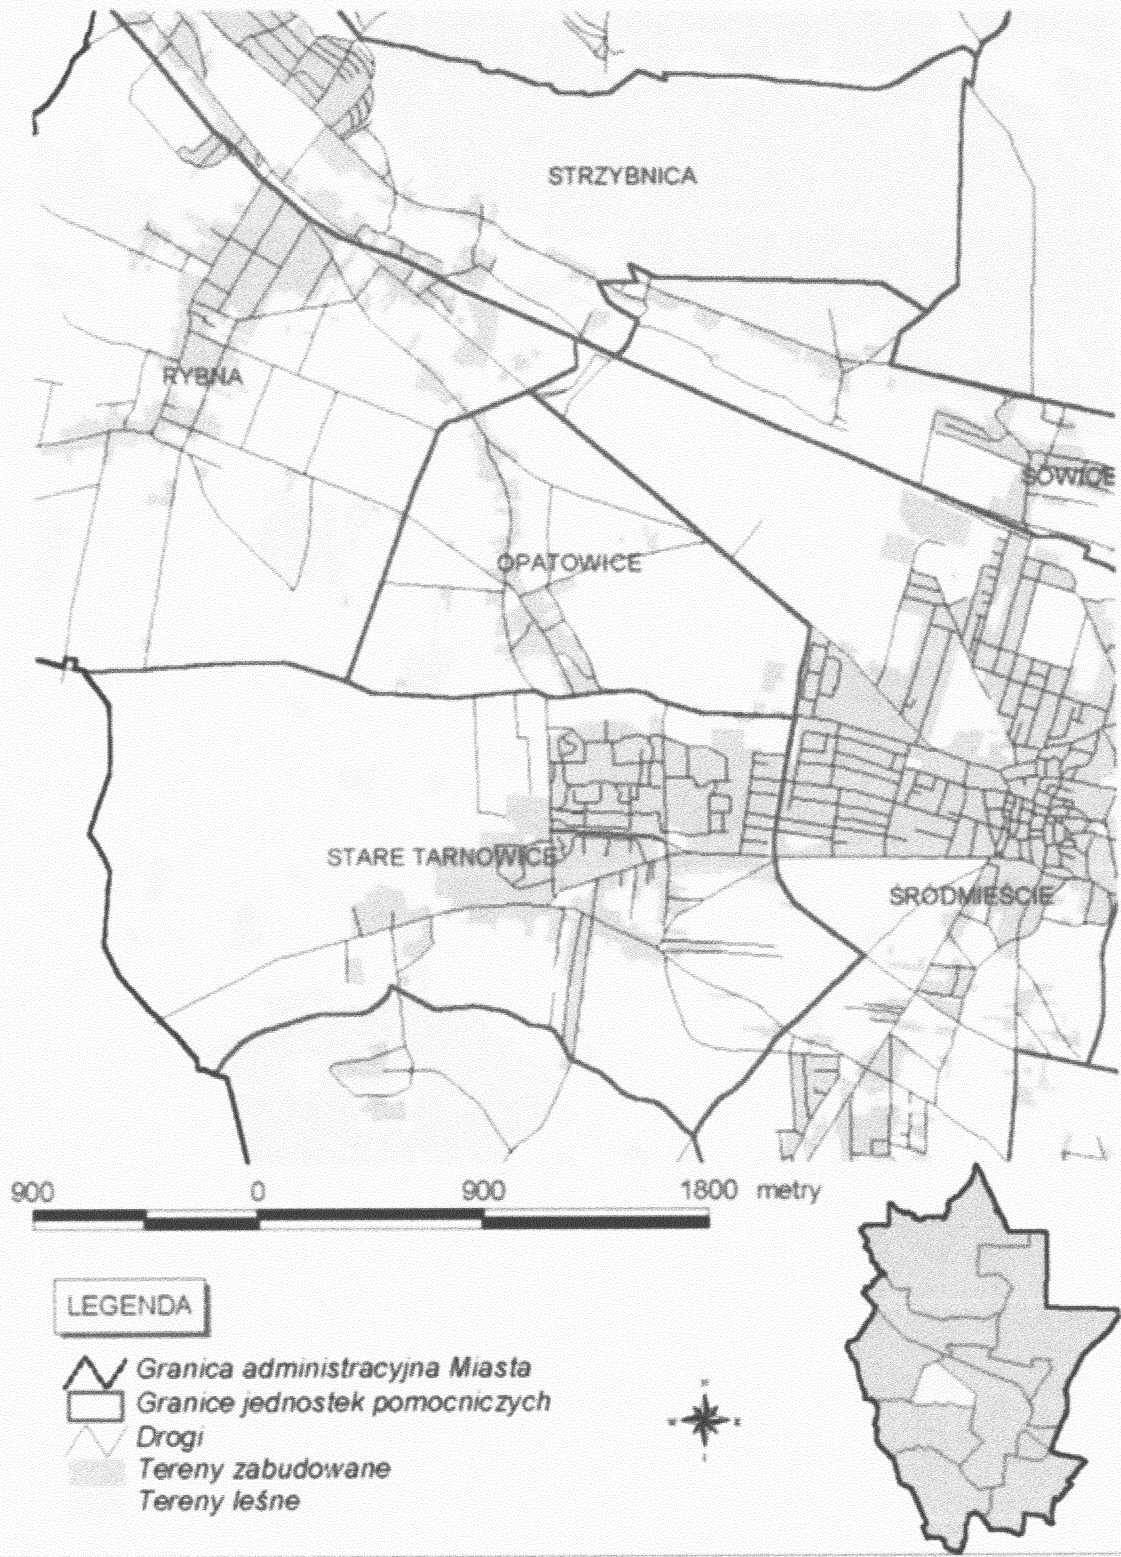 STRZYBNICA
RYBNA
SOWICE
OPATOWICE
STARE TARNOWICE
ŚRÓDMIEŚCIE
900 0 900 1800 metry
LEGENDA
Granica administracyjna Miasta
Granice jednostek pomocniczych
Drogi
Tereny zabudowane
Tereny leśne